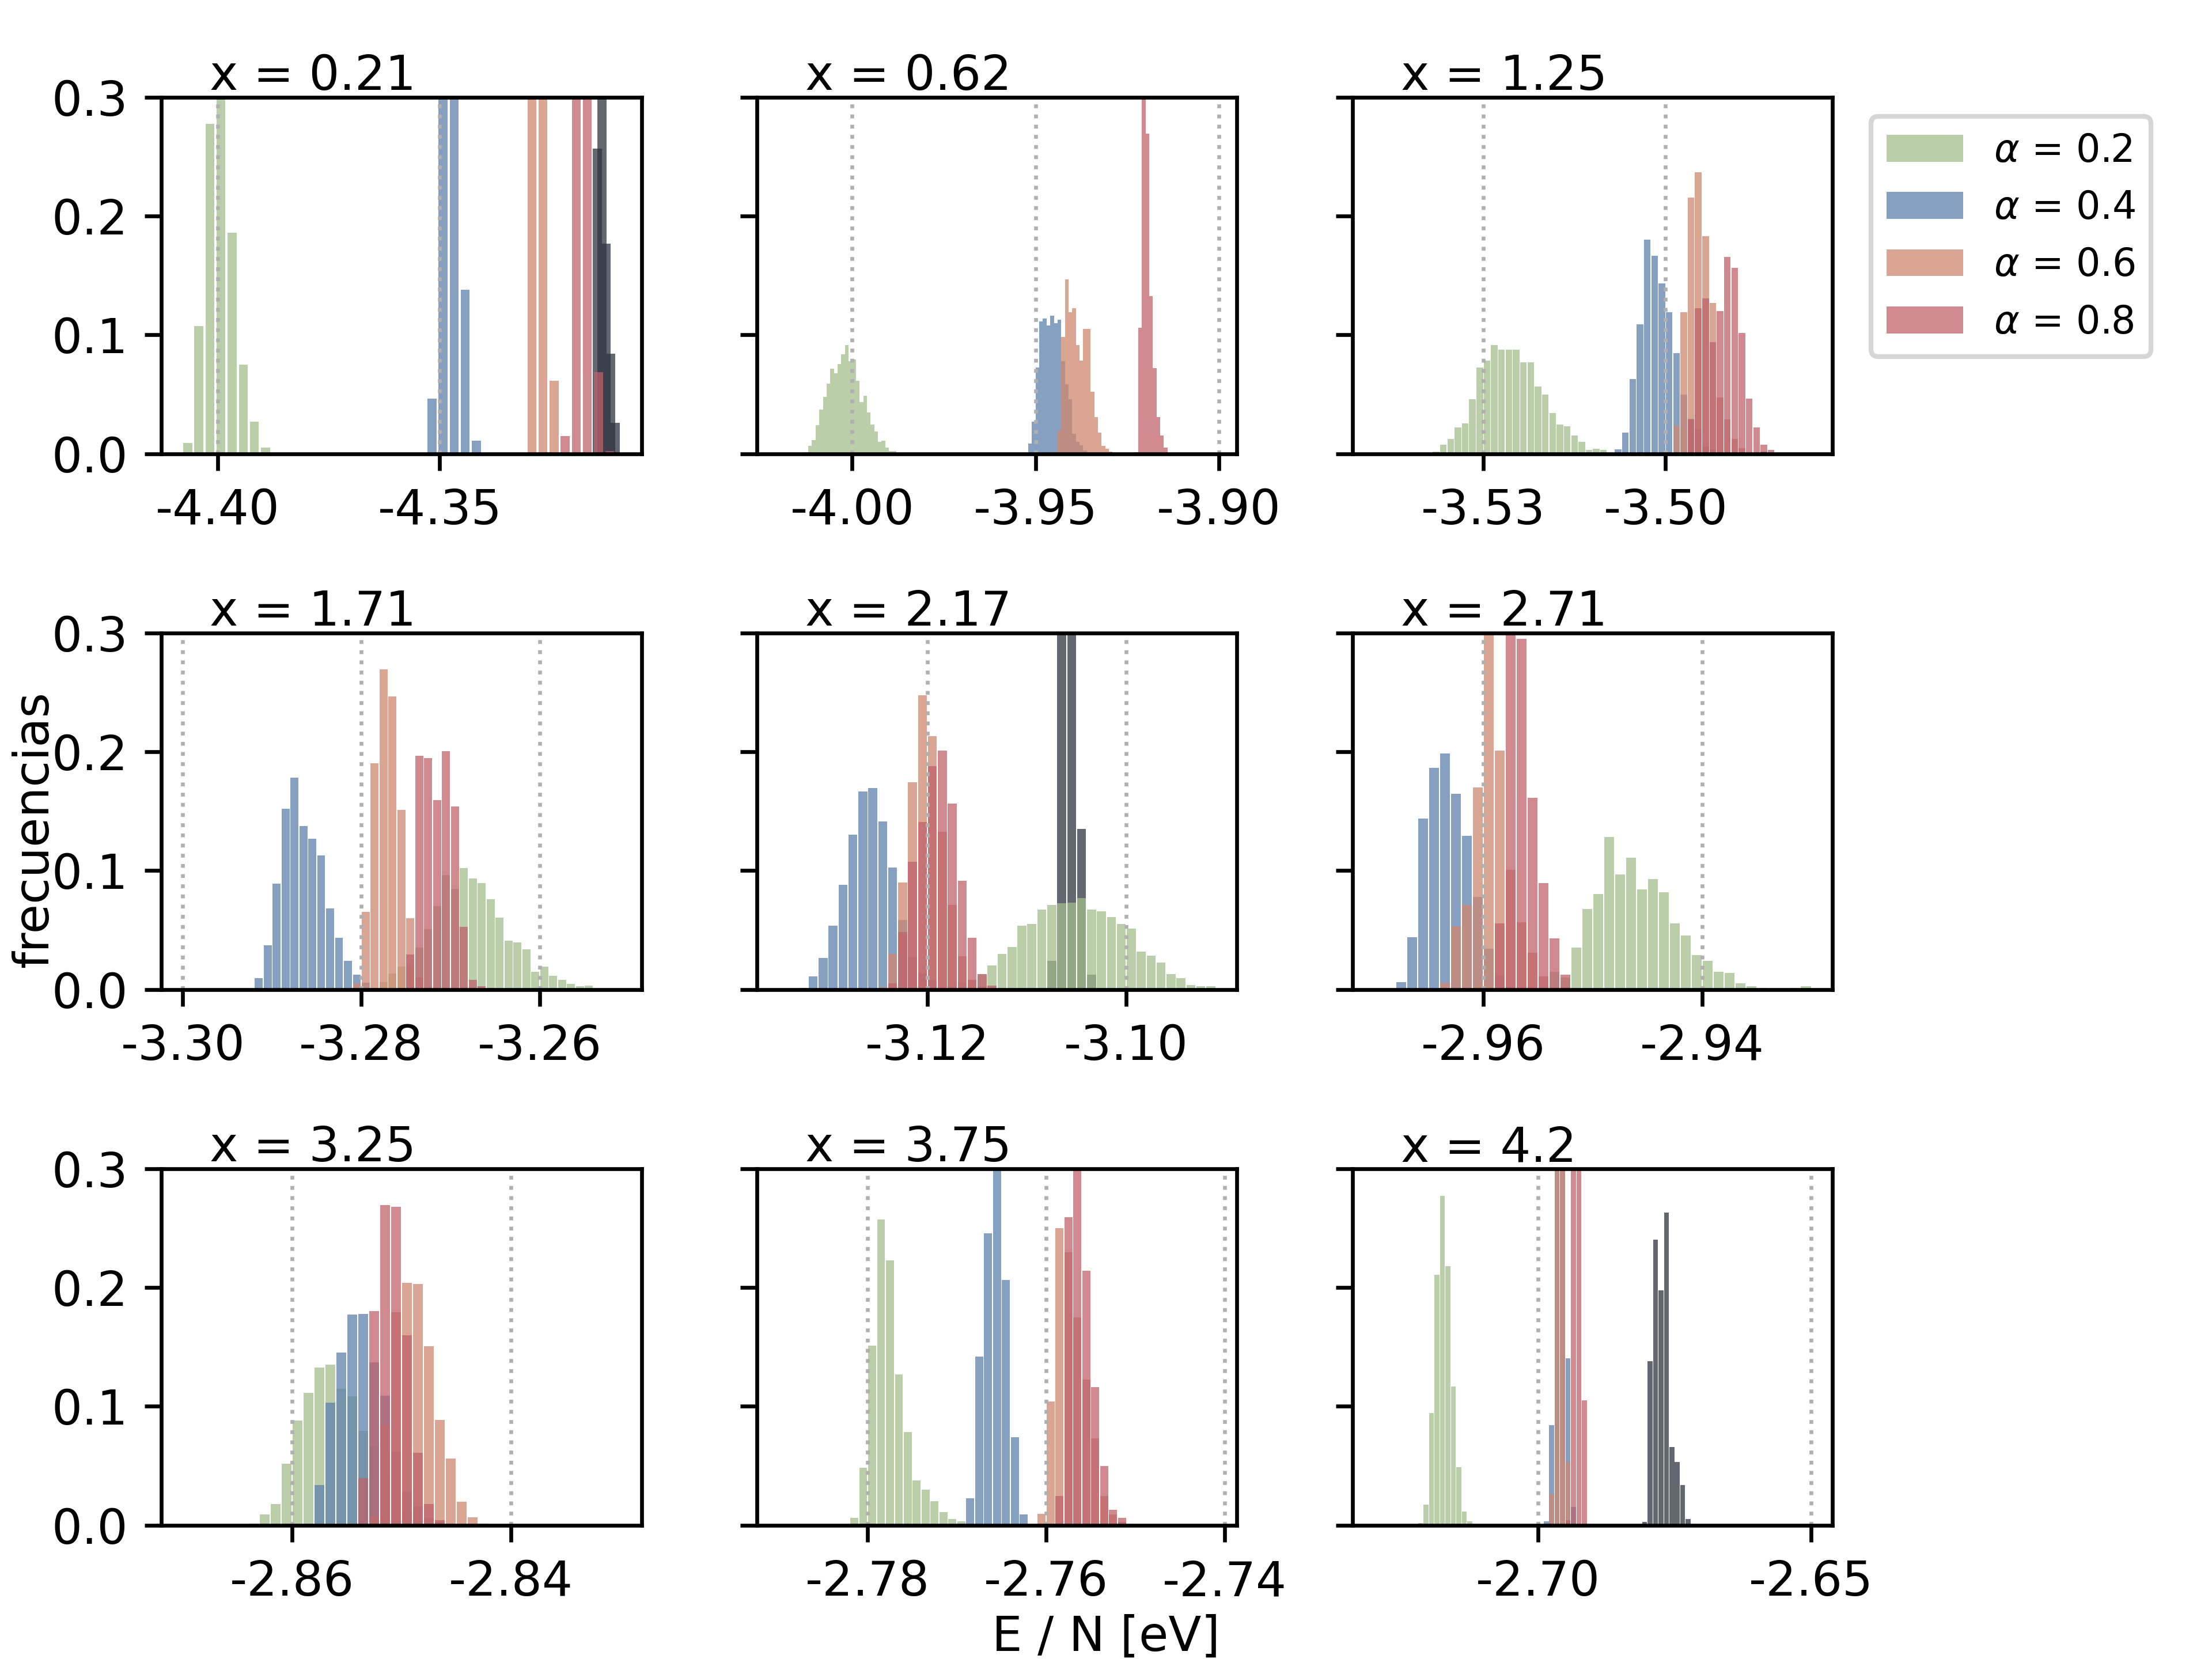 x = 0.21
x = 0.62
x = 1.25
0.3
0.2
0.1
0.0
-4.40
-4.35
-4.00
-3.95
-3.90
-3.53
-3.50
α = 0.2
α = 0.4
α = 0.6
α = 0.8
x = 1.71
x = 2.17
x = 2.71
frecuencias
0.3
0.2
0.1
0.0
-3.30
-3.28
-3.26
-3.12
-3.10
-2.96
-2.94
x = 3.25
x = 3.75
x = 4.2
0.3
0.2
0.1
0.0
-2.86
-2.84
-2.78
-2.76
-2.74
-2.70
-2.65
E / N [eV]